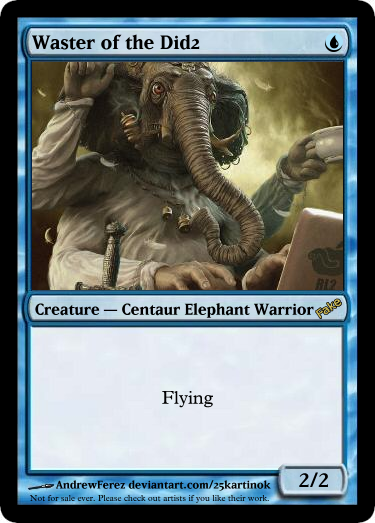 Waster of the Did2
Creature — Centaur Elephant Warrior
Fake
Flying
2/2
AndrewFerez deviantart.com/25kartinok
Not for sale ever. Please check out artists if you like their work.